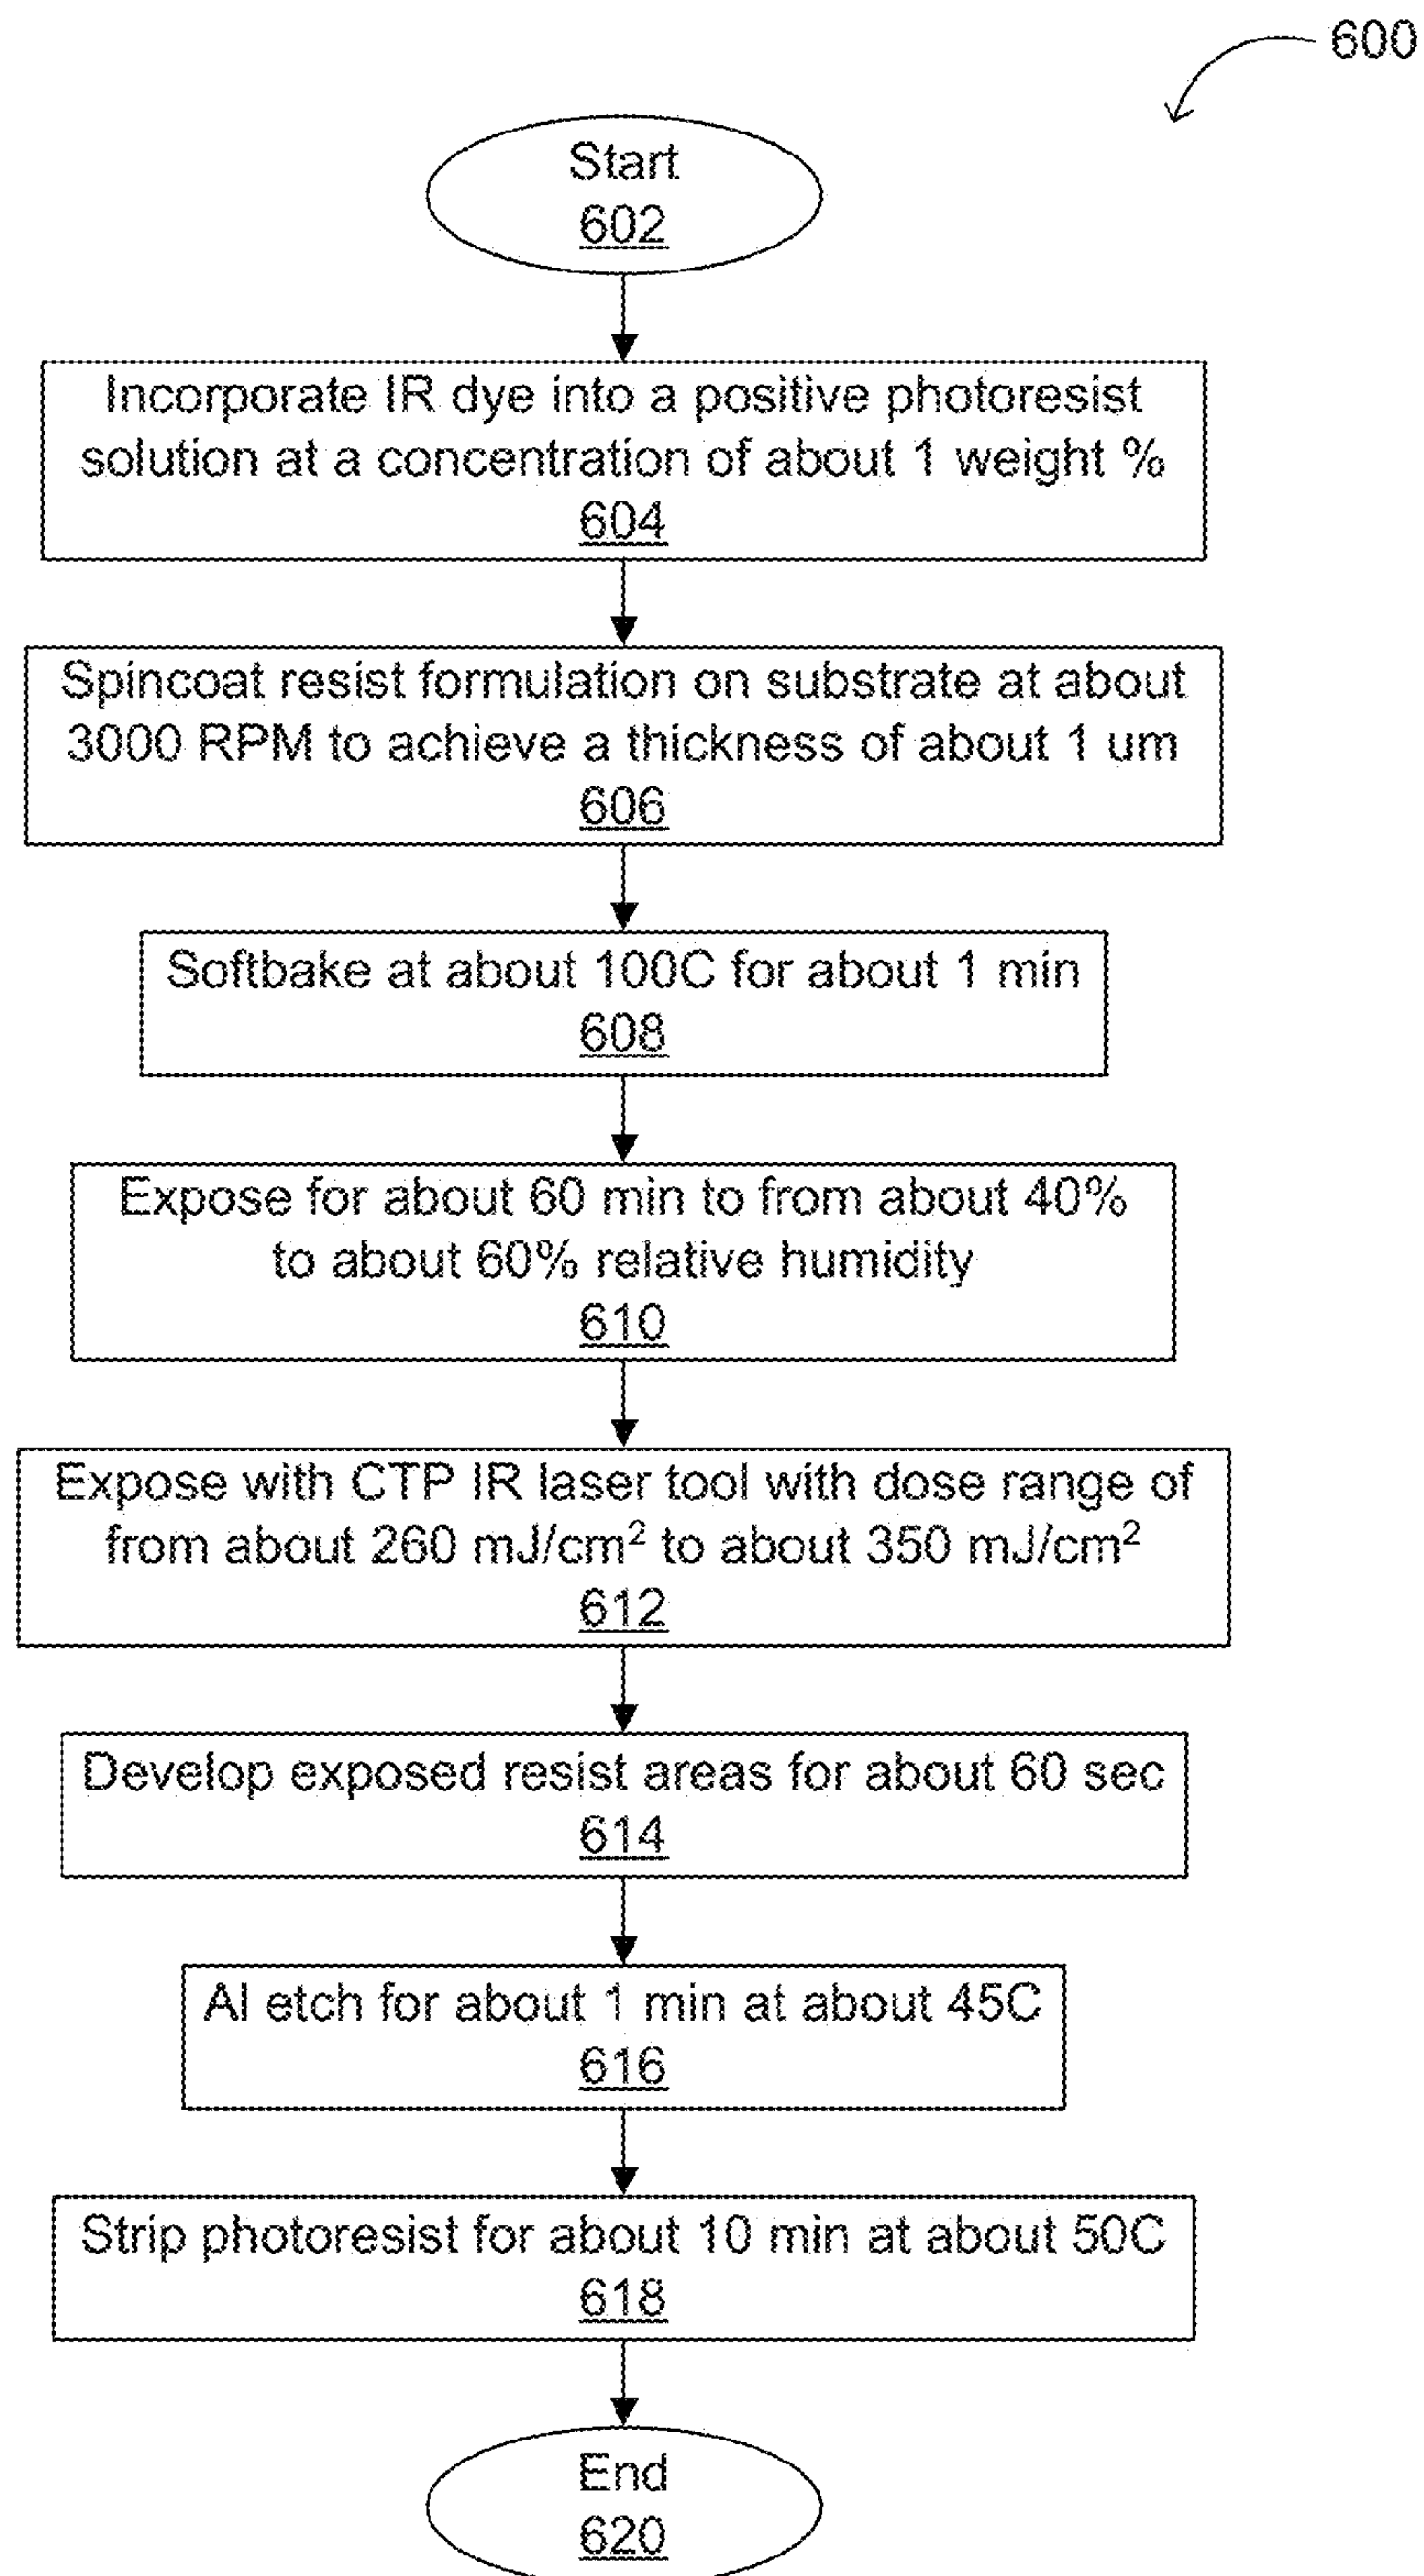 600
Start
602
Incorporate IR dye into a positive photoresist
solution at a concentration of about 1 weight %
604
Spincoat resist formulation on substrate at about
3000 RPM to achieve a thickness of about 1 um
606
Softbake at about 100C for about 1 min
608
Expose for about 60 min to from about 40%
to about 60% relative humidity
610
Expose with CTP IR laser tool with dose range of
from about 260 mJ/cm² to about 350 mJ/cm²
612
Develop exposed resist areas for about 60 sec
614
Al etch for about 1 min at about 45C
616
Strip photoresist for about 10 min at about 50C
618
End
620